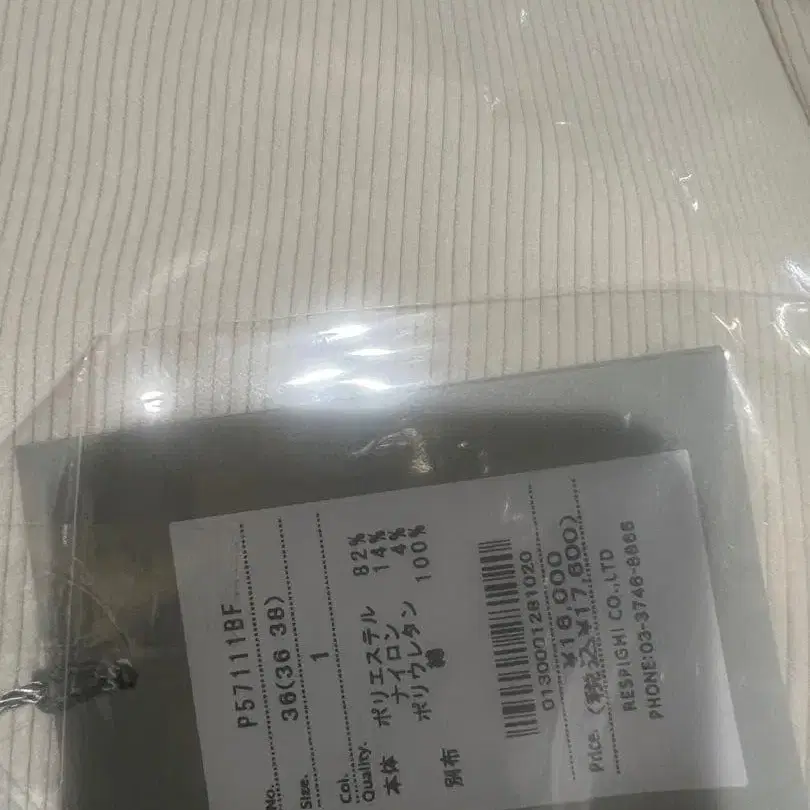 No. P57111BF
Size. 36(36 38)
Col. 1
Quality.
本体 ポリエステル 82%
ナイロン 14%
ポリウレタン 4%
別布 綿 100%
0130001281020
¥16,000
Price. (税込¥17,600)
RESPIGHI CO.,LTD
PHONE:03-3746-8666